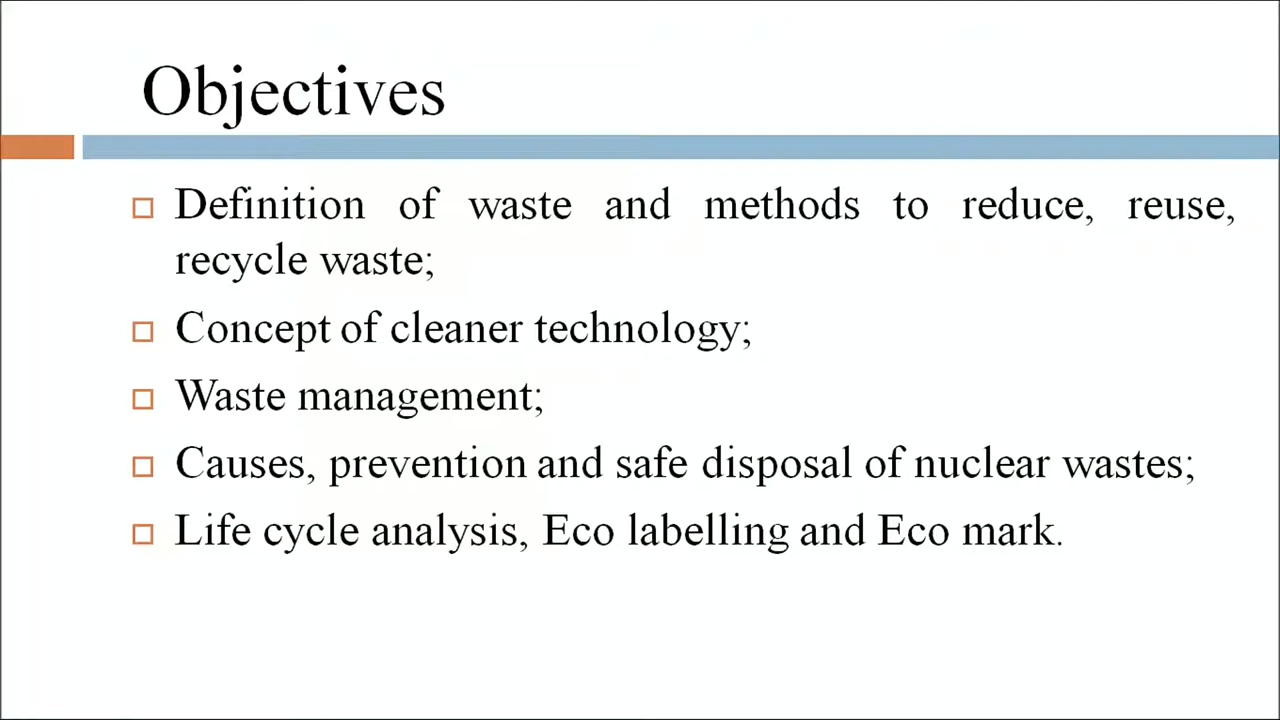 Objectives
Definition of waste and methods to reduce, reuse,
recycle waste;
Concept of cleaner technology;
Waste management;
Causes, prevention and safe disposal of nuclear wastes;
Life cycle analysis, Eco labelling and Eco mark.